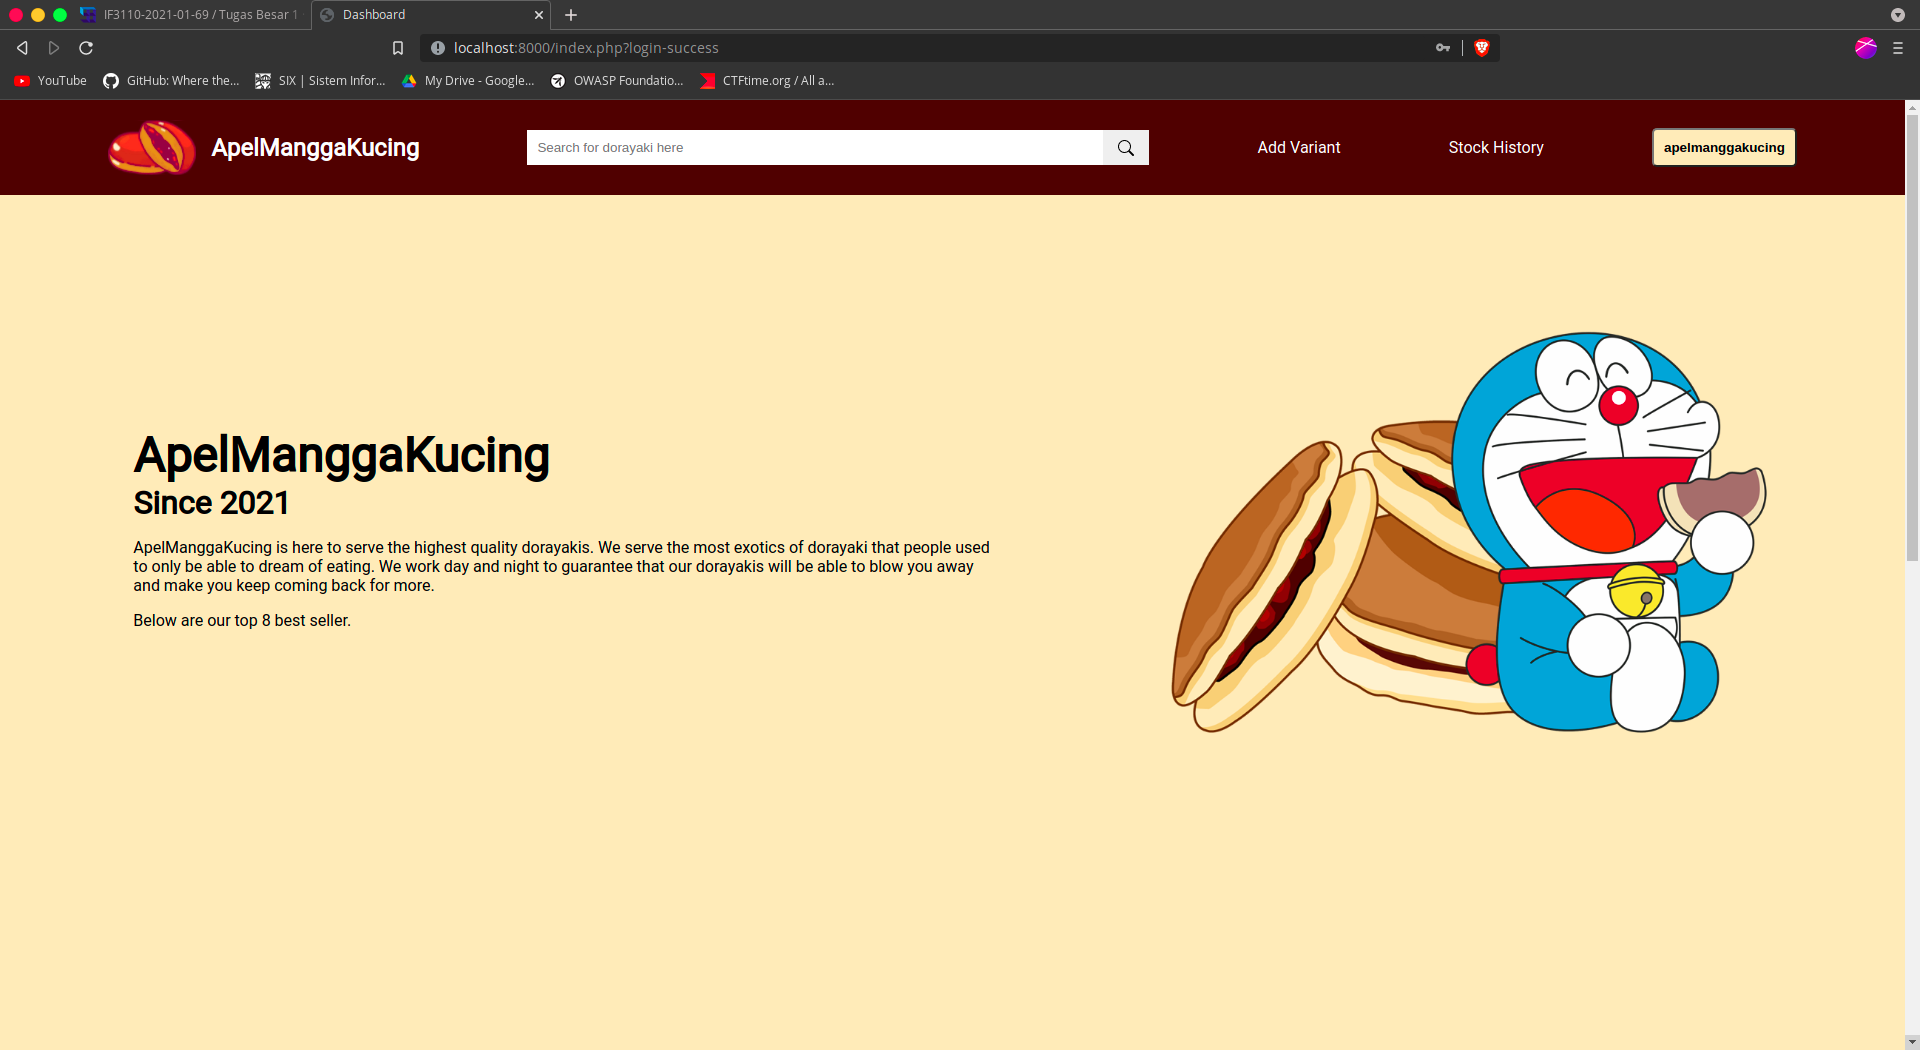 IF3110-2021-01-69 / Tugas Besar 1
Dashboard
localhost:8000/index.php?login-success
YouTube
GitHub: Where the...
SIX | Sistem Infor...
My Drive - Google...
OWASP Foundatio...
CTFtime.org / All a...
ApelManggaKucing
Search for dorayaki here
Add Variant
Stock History
apelmanggakucing
ApelManggaKucing
Since 2021
ApelManggaKucing is here to serve the highest quality dorayakis. We serve the most exotics of dorayaki that people used
to only be able to dream of eating. We work day and night to guarantee that our dorayakis will be able to blow you away
and make you keep coming back for more.
Below are our top 8 best seller.